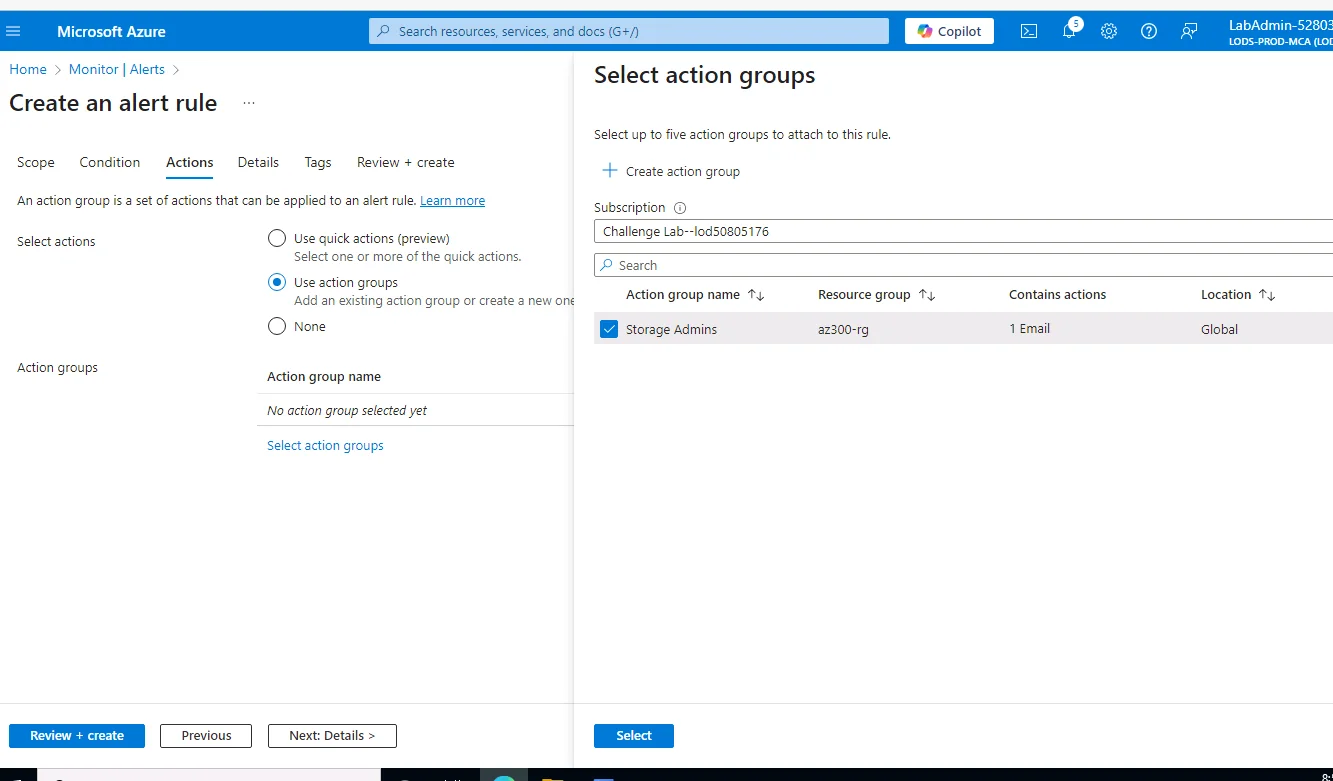 Microsoft Azure
Search resources, services, and docs (G+/)
Copilot
5
LabAdmin-52803
LODS-PROD-MCA (LOD
Home > Monitor | Alerts >
Create an alert rule ...
Scope Condition Actions Details Tags Review + create
An action group is a set of actions that can be applied to an alert rule. Learn more
Select actions
Use quick actions (preview)
Select one or more of the quick actions.
Use action groups
Add an existing action group or create a new one
None
Action groups
Action group name
No action group selected yet
Select action groups
Review + create
Previous
Next: Details >
Select action groups
Select up to five action groups to attach to this rule.
+ Create action group
Subscription
Challenge Lab--lod50805176
Search
Action group name ↑↓ Resource group ↑↓ Contains actions Location ↑↓
Storage Admins az300-rg 1 Email Global
Select